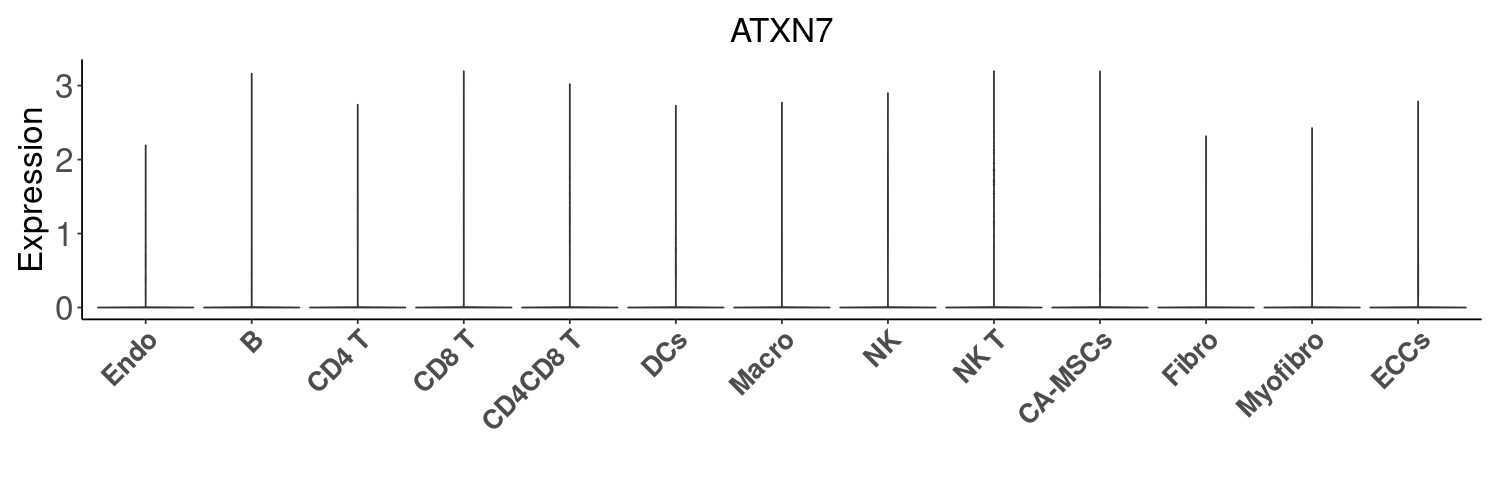 ATXN7
Expression
3
2
1
0
Endo
B
CD4 T
CD8 T
CD4CD8 T
DCs
Macro
NK
NK T
CA-MSCs
Fibro
Myofibro
ECCs